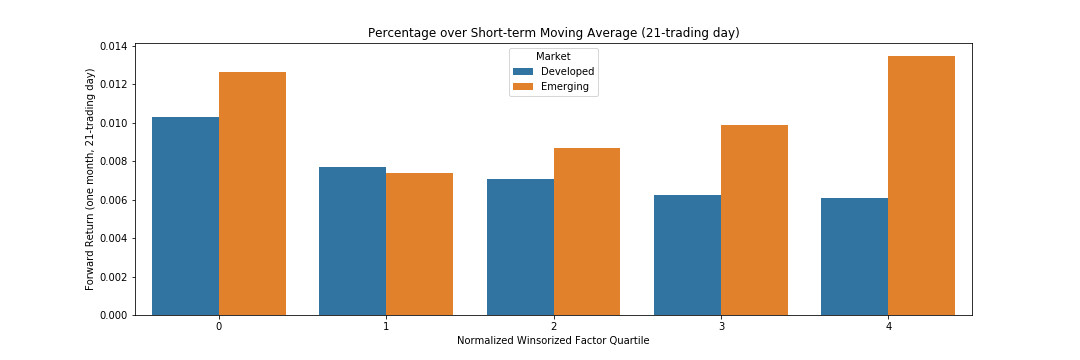 Percentage over Short-term Moving Average (21-trading day)
Market
Developed
Emerging
Forward Return (one month, 21-trading day)
0.014
0.012
0.010
0.008
0.006
0.004
0.002
0.000
0 1 2 3 4
Normalized Winsorized Factor Quartile